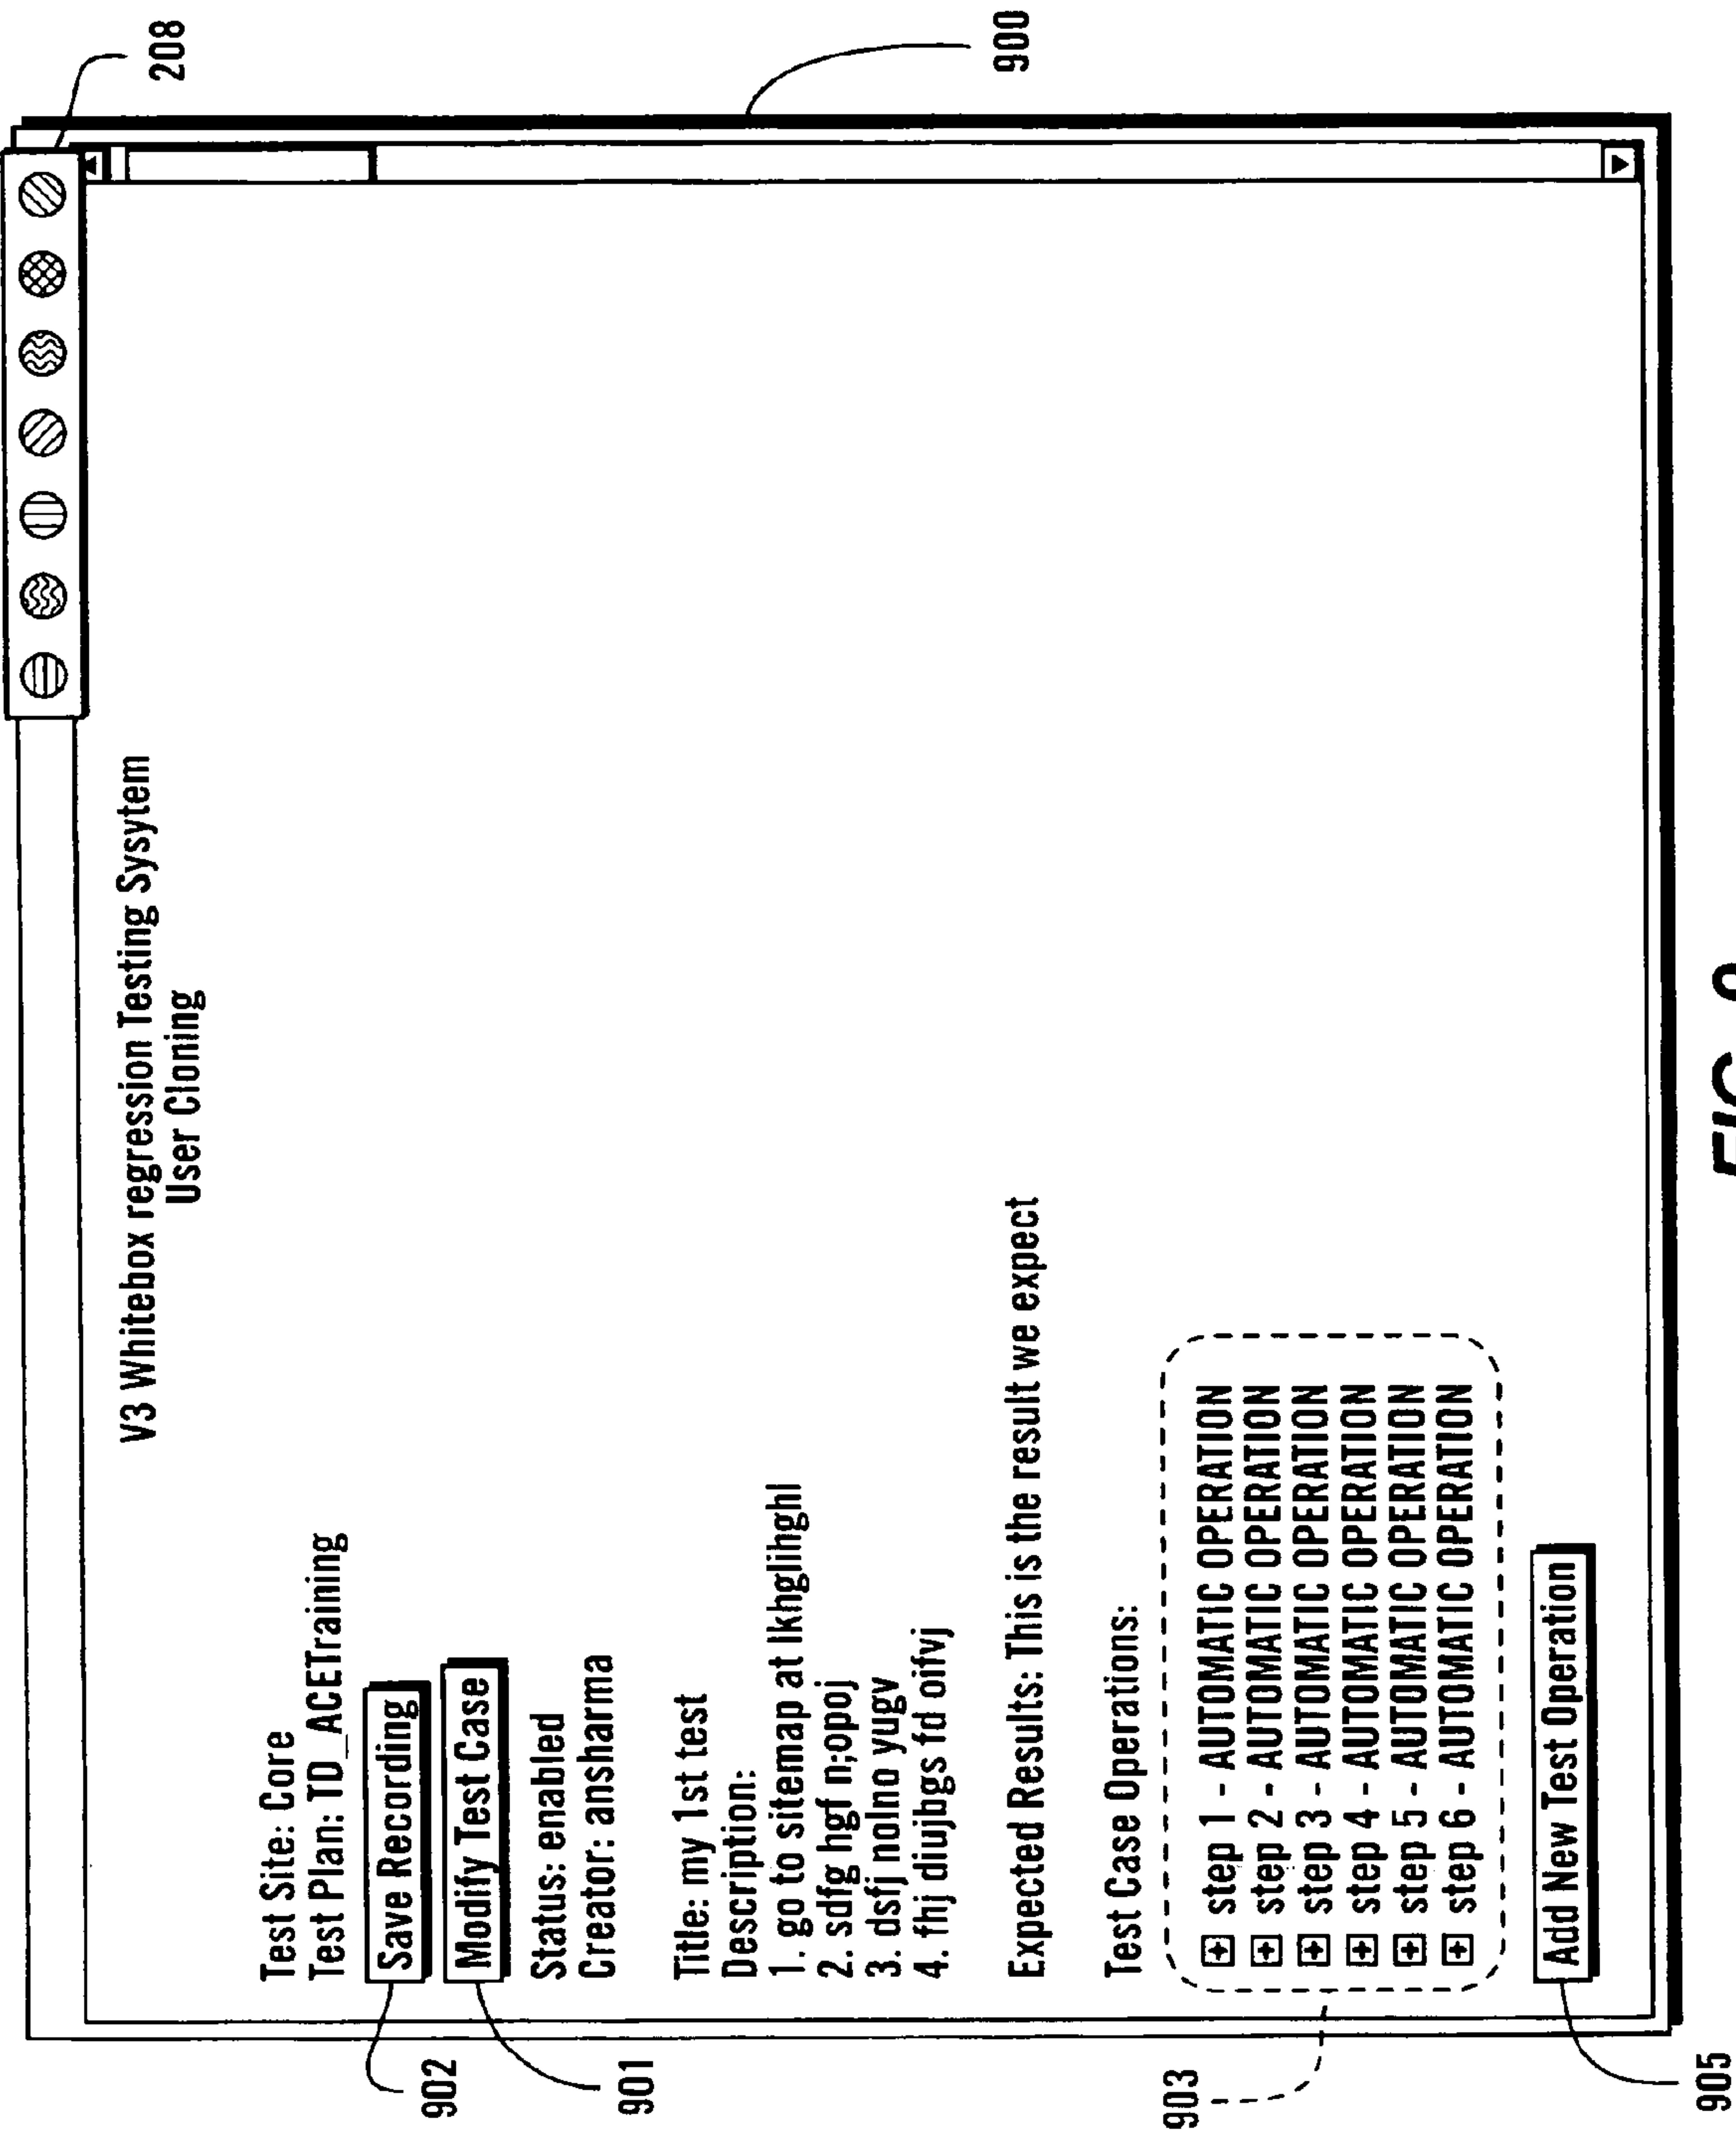 208
V3 Whitebox regression Testing Sysytem
User Cloning
Test Site: Core
Test Plan: TD_ACETraining
902
Save Recording
901
Modify Test Case
Status: enabled
Creator: ansharma
Title: my 1st test
Description:
1. go to sitemap at lkhglihghl
2. sdfg hgf n;opoj
3. dsfj nolno yugv
4. fhj diujbgs fd oifvj
900
Expected Results: This is the result we expect
Test Case Operations:
903
step 1 - AUTOMATIC OPERATION
step 2 - AUTOMATIC OPERATION
step 3 - AUTOMATIC OPERATION
step 4 - AUTOMATIC OPERATION
step 5 - AUTOMATIC OPERATION
step 6 - AUTOMATIC OPERATION
Add New Test Operation
905
FIG. 9